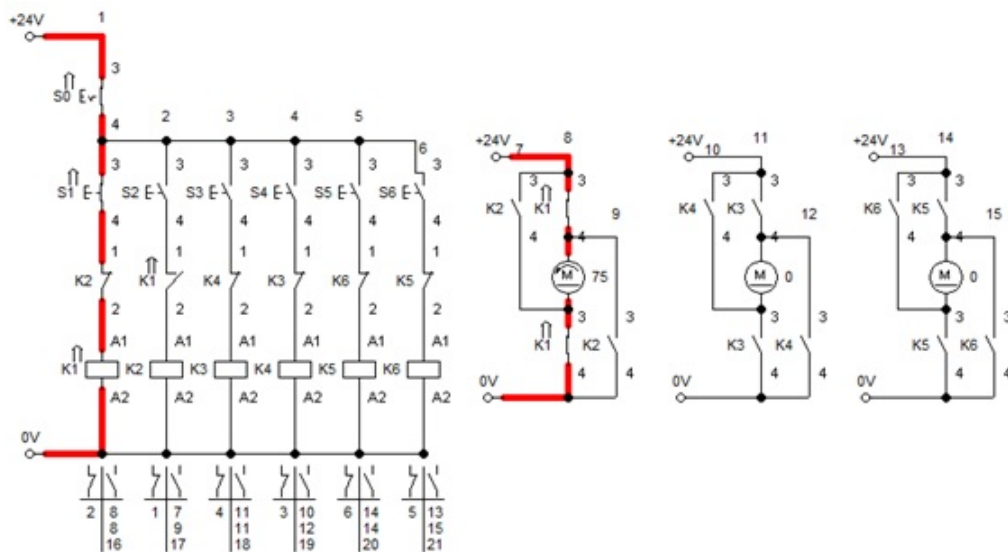 1
+24V
3
S0
4
2 3 4 5
6
3 3 3 3 3 3
S1 S2 S3 S4 S5 S6
4 4 4 4 4 4
1 1 1 1 1 1
K2 K1 K4 K3 K6 K5
2 2 2 2 2 2
A1 A1 A1 A1 A1 A1
K1 K2 K3 K4 K5 K6
A2 A2 A2 A2 A2 A2
0V
2 8 1 7 4 11 3 10 6 14 5 13
8 9 11 12 14 15
16 17 18 19 20 21
8
+24V 7
3 3
K2 K1
9
4 4
M 75
3 3
K1 K2
4 4
0V
11
+24V 10
3 3
K4 K3
12
4 4
M 0
3 3
K3 K4
4 4
0V
14
+24V 13
3 3
K6 K5
15
4 4
M 0
3 3
K5 K6
4 4
0V